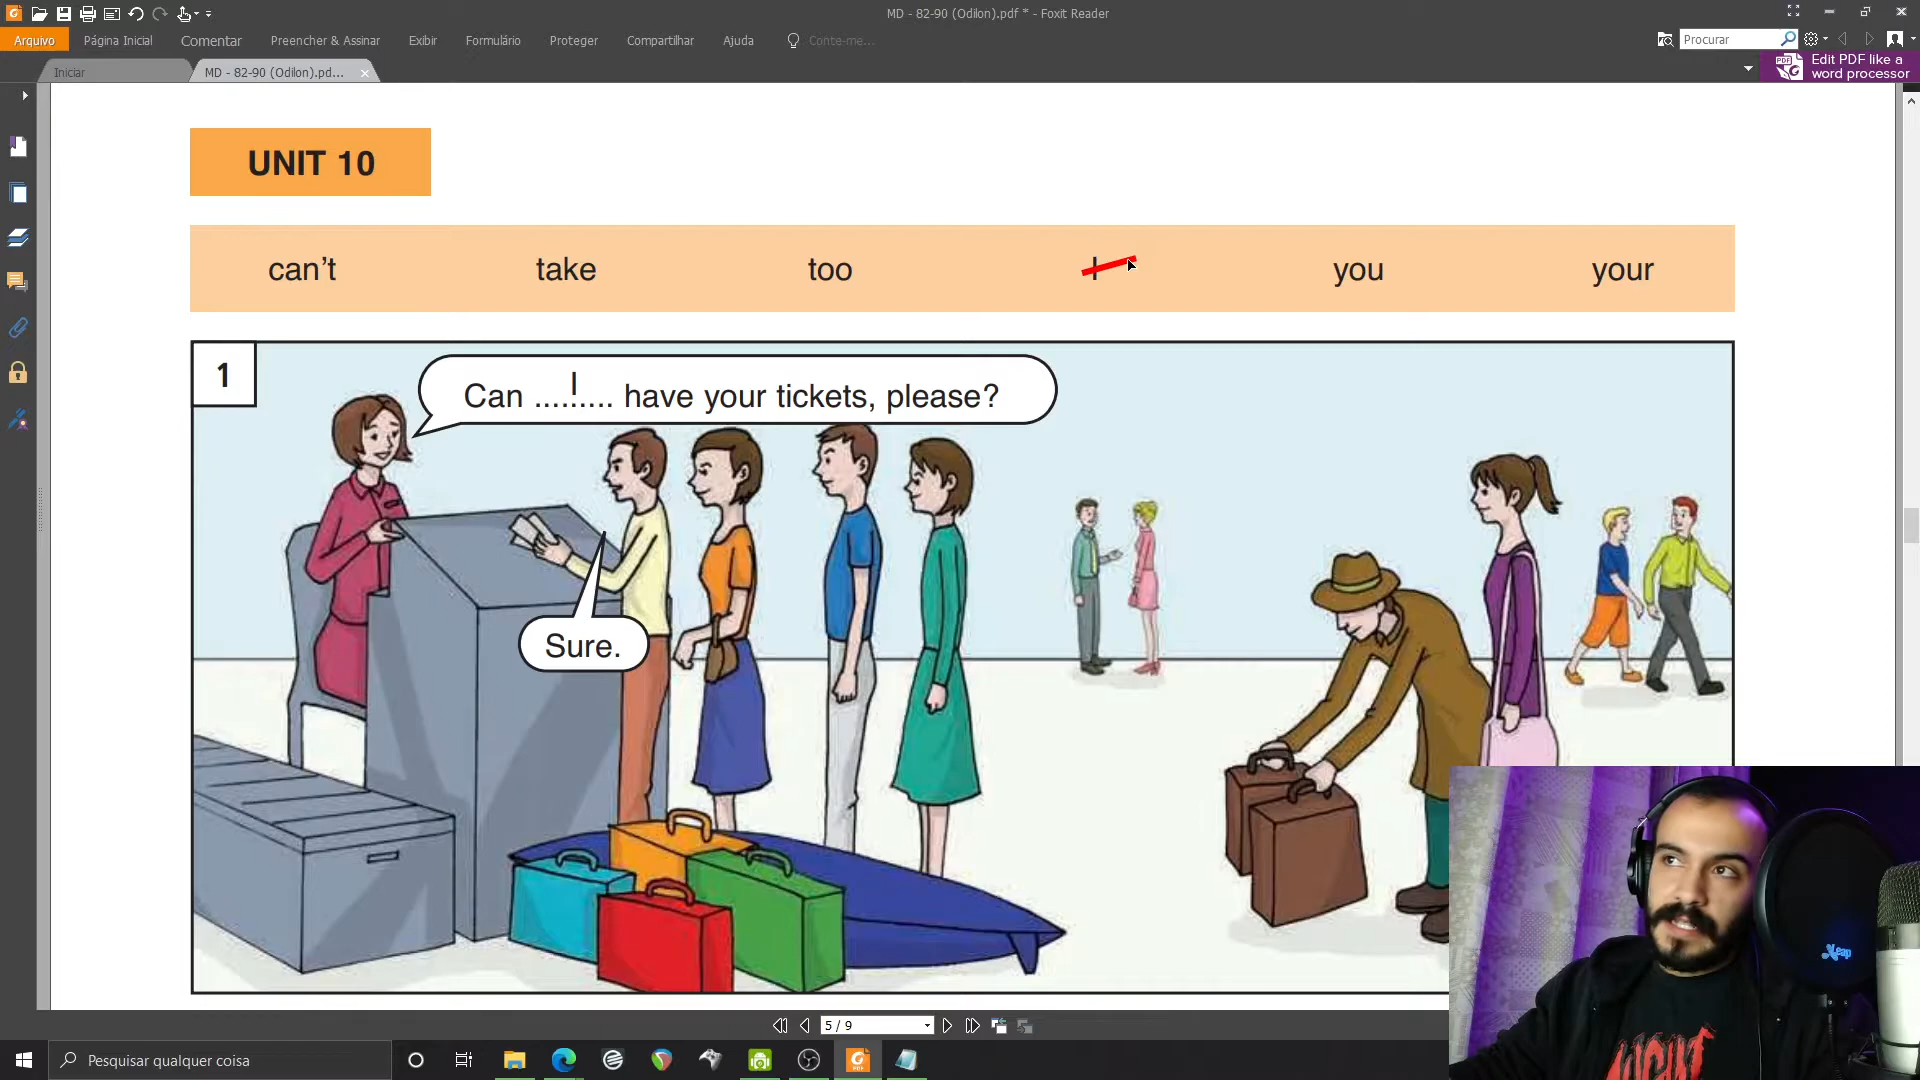 MD - 82-90 (Odilon).pdf * - Foxit Reader
Arquivo Página Inicial Comentar Preencher & Assinar Exibir Formulário Proteger Compartilhar Ajuda Conte-me... Procurar
Iniciar MD - 82-90 (Odilon).pd... Edit PDF like a
word processor
UNIT 10
can't take too I you your
1
Can ....I.... have your tickets, please?
Sure.
5 / 9
Pesquisar qualquer coisa